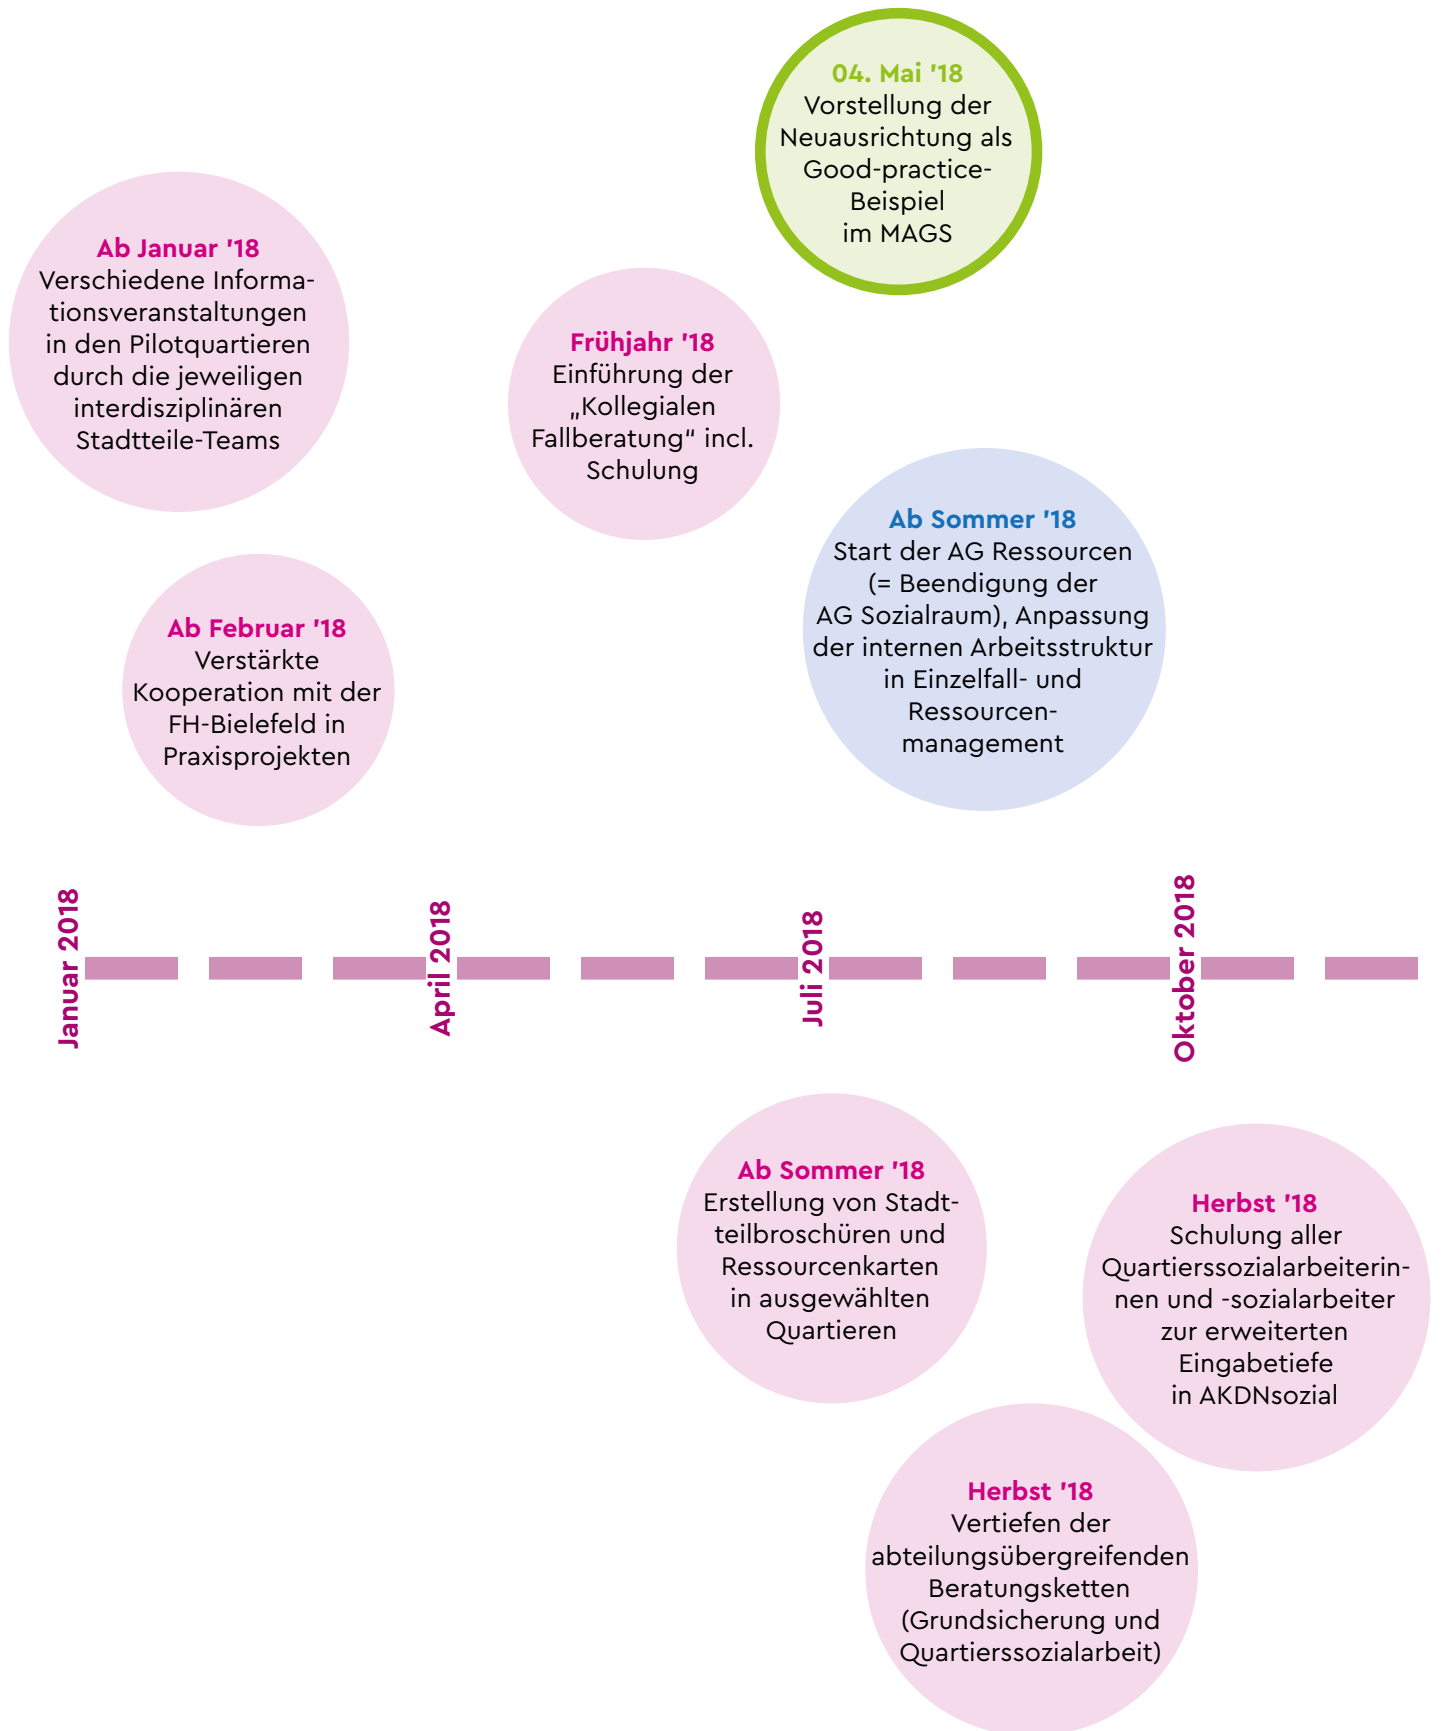 04. Mai '18
Vorstellung der
Neuausrichtung als
Good-practice-
Beispiel
im MAGS
Ab Januar '18
Verschiedene Informa-
tionsveranstaltungen
in den Pilotquartieren
durch die jeweiligen
interdisziplinären
Stadtteile-Teams
Frühjahr '18
Einführung der
„Kollegialen
Fallberatung“ incl.
Schulung
Ab Sommer '18
Start der AG Ressourcen
(= Beendigung der
AG Sozialraum), Anpassung
der internen Arbeitsstruktur
in Einzelfall- und
Ressourcen-
management
Ab Februar '18
Verstärkte
Kooperation mit der
FH-Bielefeld in
Praxisprojekten
Januar 2018
April 2018
Juli 2018
Oktober 2018
Ab Sommer '18
Erstellung von Stadt-
teilbroschüren und
Ressourcenkarten
in ausgewählten
Quartieren
Herbst '18
Schulung aller
Quartierssozialarbeiterin-
nen und -sozialarbeiter
zur erweiterten
Eingabetiefe
in AKDNsozial
Herbst '18
Vertiefen der
abteilungsübergreifenden
Beratungsketten
(Grundsicherung und
Quartierssozialarbeit)